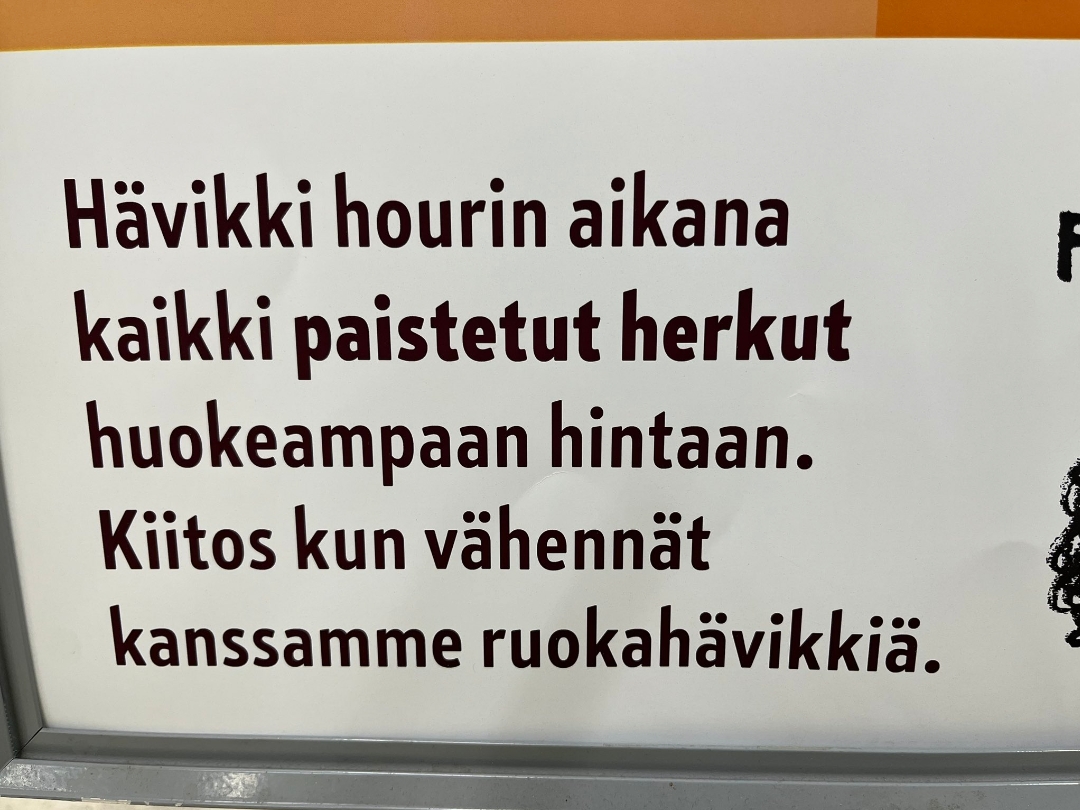 Hävikki hourin aikana
kaikki paistetut herkut
huokeampaan hintaan.
Kiitos kun vähennät
kanssamme ruokahävikkiä.